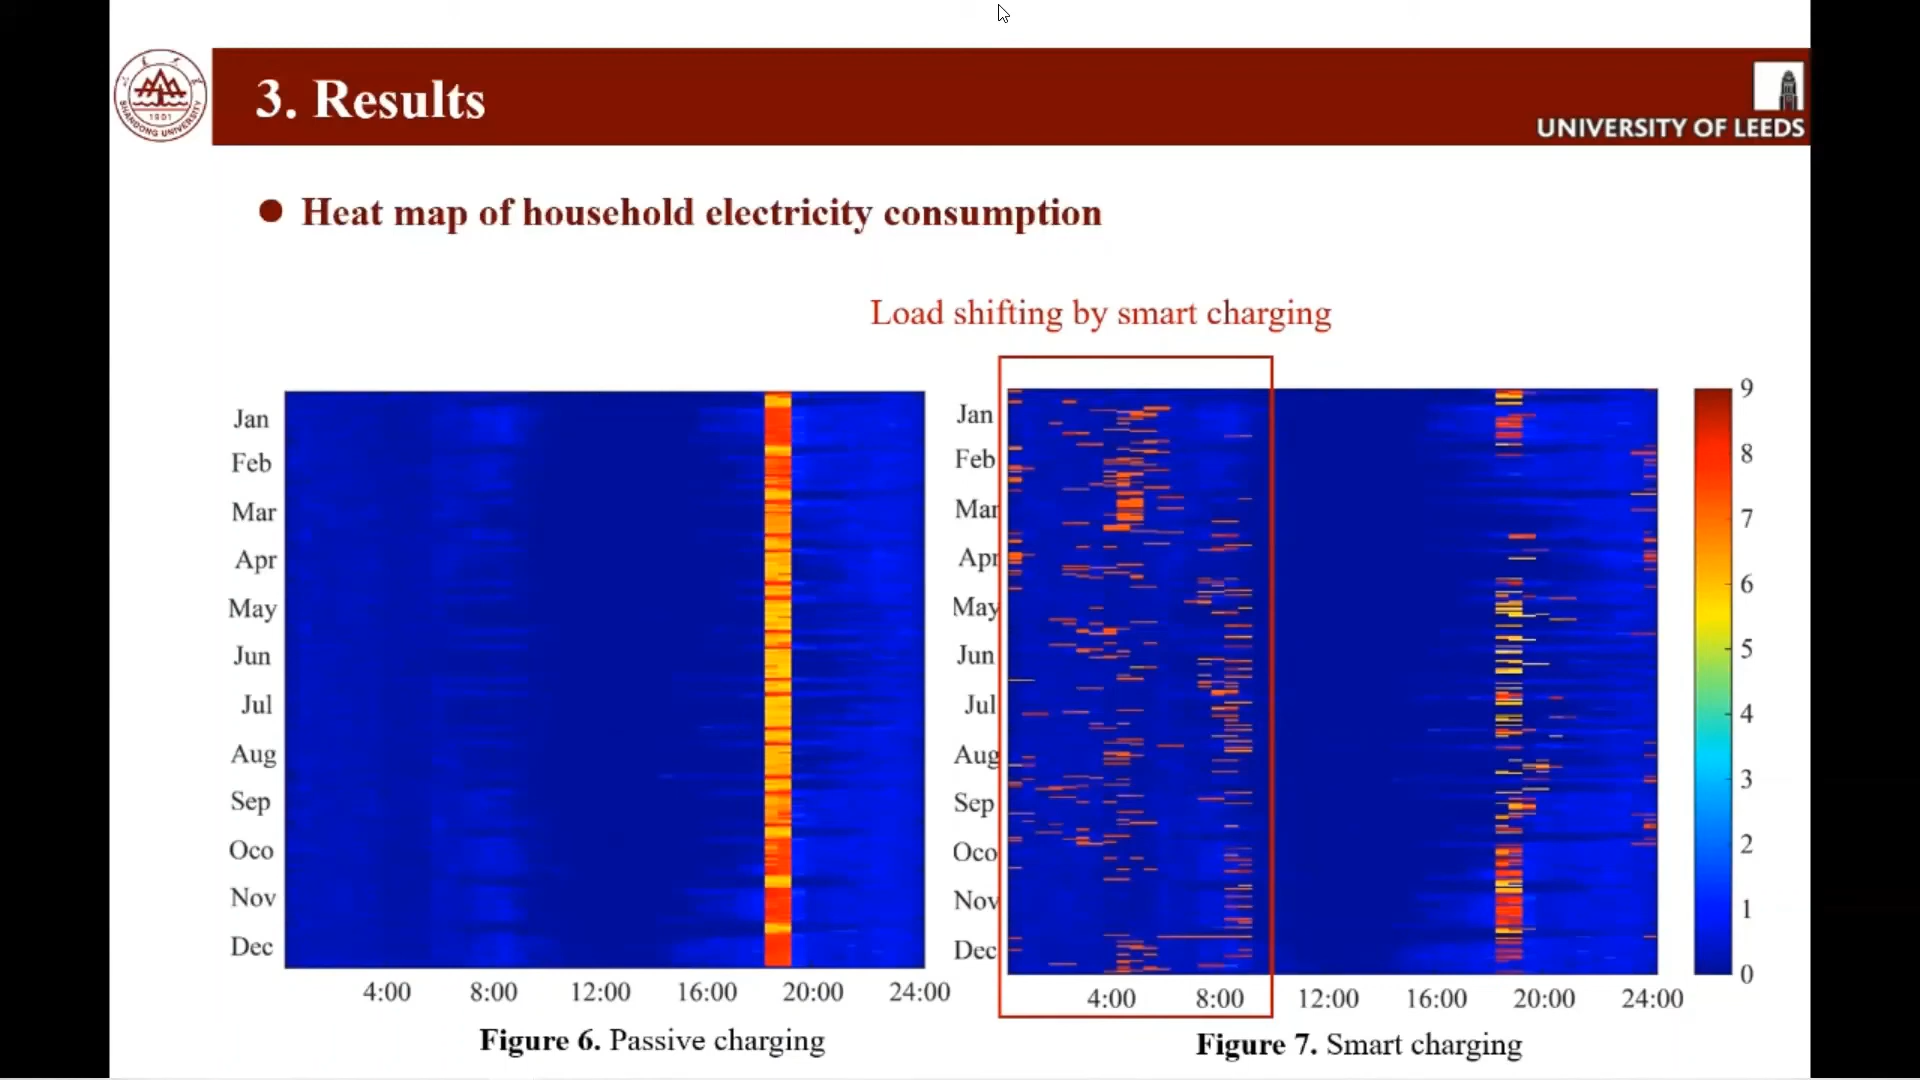 SHANDONG UNIVERSITY
1901
3. Results
UNIVERSITY OF LEEDS
Heat map of household electricity consumption
Load shifting by smart charging
Jan
Feb
Mar
Apr
May
Jun
Jul
Aug
Sep
Oco
Nov
Dec
4:00 8:00 12:00 16:00 20:00 24:00
Figure 6. Passive charging
Jan
Feb
Mar
Apr
May
Jun
Jul
Aug
Sep
Oco
Nov
Dec
4:00 8:00 12:00 16:00 20:00 24:00
9
8
7
6
5
4
3
2
1
0
Figure 7. Smart charging